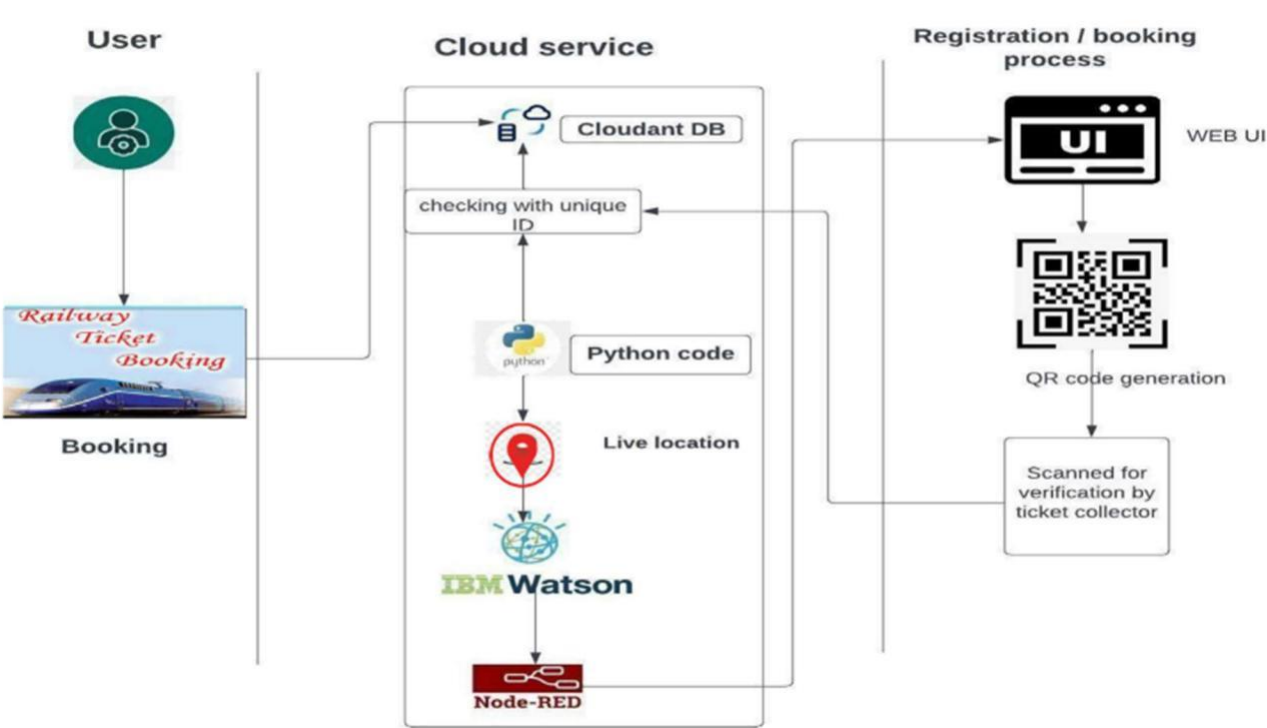 User
Cloud service
Registration / booking
process
Cloudant DB
UI
WEB UI
checking with unique
ID
Railway
Ticket
Booking
python
Python code
QR code generation
Booking
Live location
Scanned for
verification by
ticket collector
IBM Watson
Node-RED